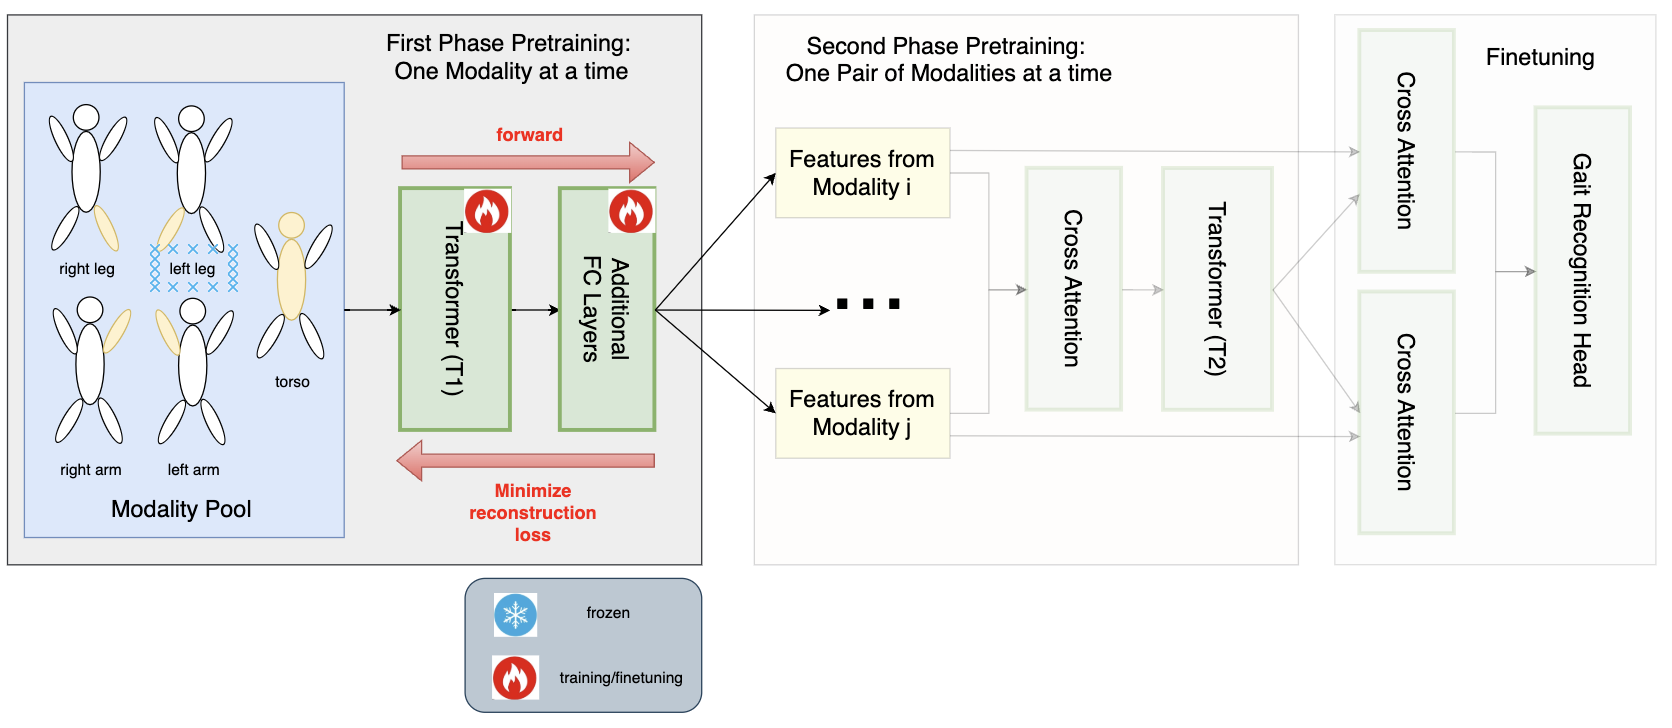 First Phase Pretraining:
One Modality at a time
forward
right leg
left leg
torso
right arm
left arm
Modality Pool
Transformer (T1)
Additional
FC Layers
Minimize
reconstruction
loss
Second Phase Pretraining:
One Pair of Modalities at a time
Features from
Modality i
Features from
Modality j
Cross Attention
Transformer (T2)
Finetuning
Cross Attention
Cross Attention
Gait Recognition Head
frozen
training/finetuning